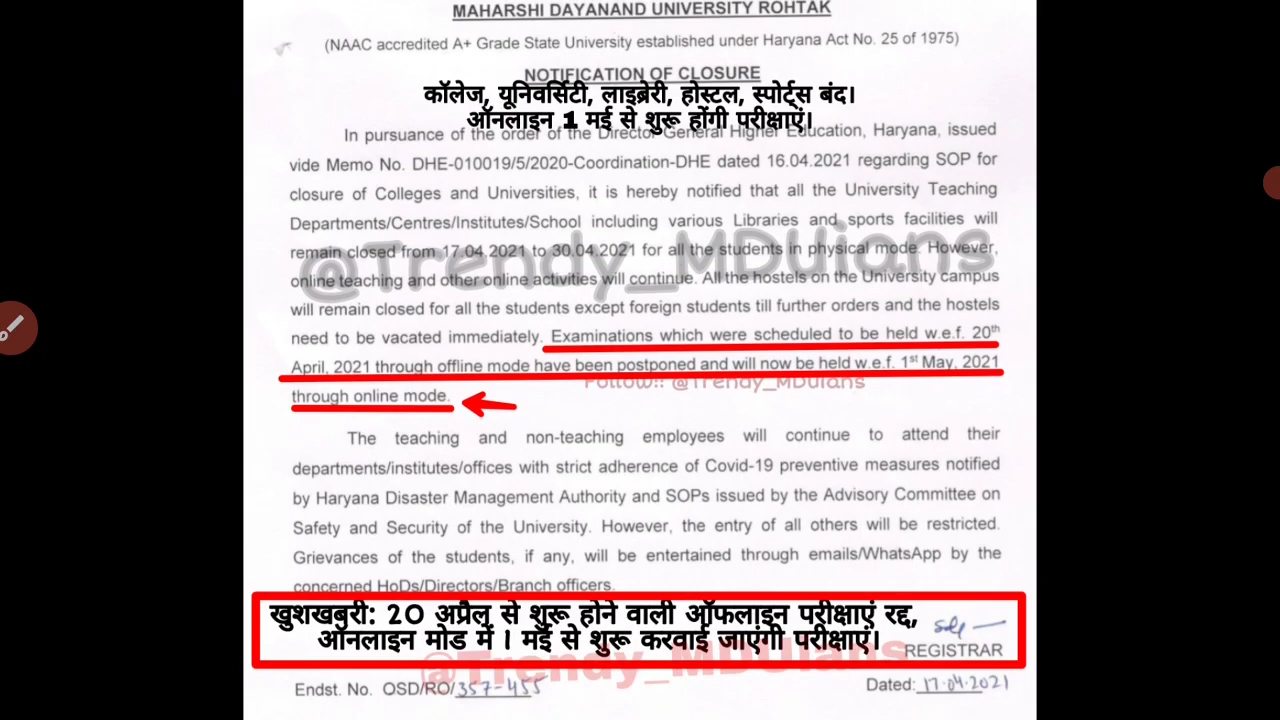 MAHARSHI DAYANAND UNIVERSITY ROHTAK
(NAAC accredited A+ Grade State University established under Haryana Act No. 25 of 1975)
NOTIFICATION OF CLOSURE
कॉलेज, यूनिवर्सिटी, लाइब्रेरी, होस्टल, स्पोर्ट्स बंद।
ऑनलाइन 1 मई से शुरू होंगी परीक्षाएं।
In pursuance of the order of the Director General Higher Education, Haryana, issued
vide Memo No. DHE-010019/5/2020-Coordination-DHE dated 16.04.2021 regarding SOP for
closure of Colleges and Universities, it is hereby notified that all the University Teaching
Departments/Centres/Institutes/School including various Libraries and sports facilities will
remain closed from 17.04.2021 to 30.04.2021 for all the students in physical mode. However,
@Trendy_MDUians
online teaching and other online activities will continue. All the hostels on the University campus
will remain closed for all the students except foreign students till further orders and the hostels
need to be vacated immediately. Examinations which were scheduled to be held w.e.f. 20th
April, 2021 through offline mode have been postponed and will now be held w.e.f. 1st May, 2021
Follow:: @Trendy_MDUians
through online mode.
The teaching and non-teaching employees will continue to attend their
departments/institutes/offices with strict adherence of Covid-19 preventive measures notified
by Haryana Disaster Management Authority and SOPs issued by the Advisory Committee on
Safety and Security of the University. However, the entry of all others will be restricted.
Grievances of the students, if any, will be entertained through emails/WhatsApp by the
concerned HoDs/Directors/Branch officers.
खुशखबरी: 20 अप्रैल से शुरू होने वाली ऑफलाइन परीक्षाएं रद्द,
ऑनलाइन मोड में 1 मई से शुरू करवाई जाएंगी परीक्षाएं।
Sd/-
REGISTRAR
@Trendy_MDUians
Endst. No. OSD/RO/357-455
Dated: 17.04.2021